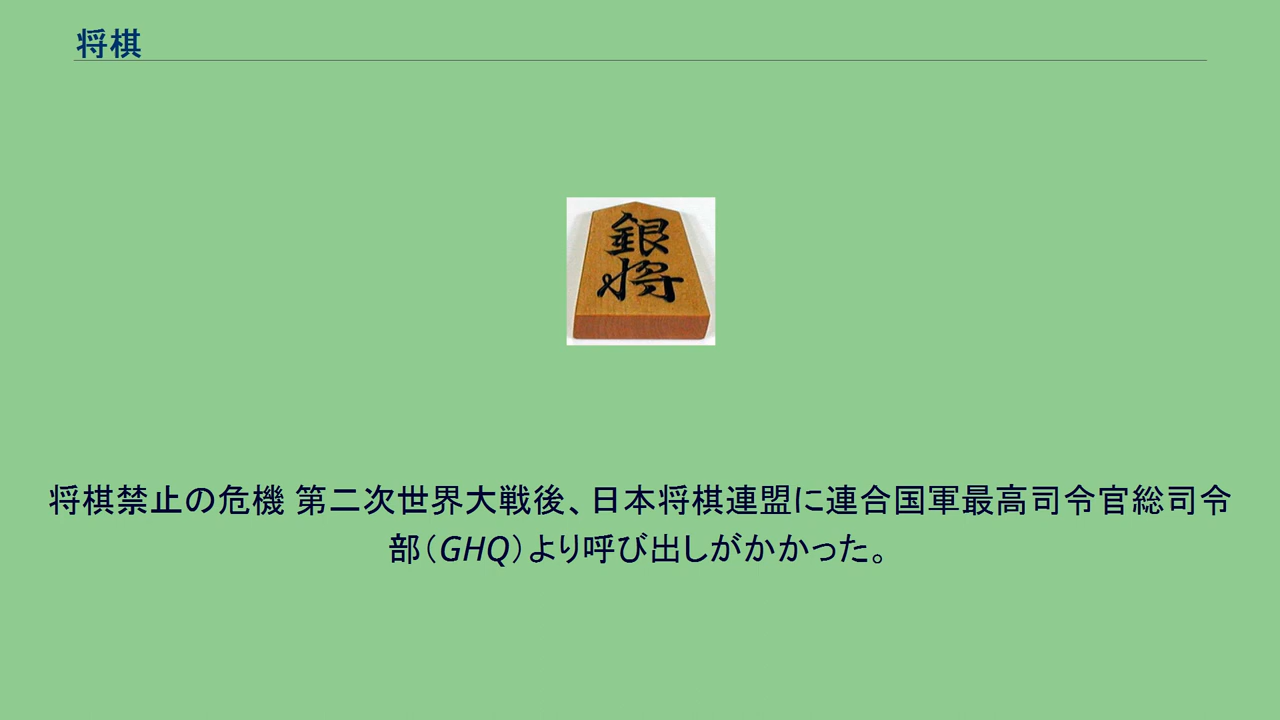 将棋
銀
将
将棋禁止の危機 第二次世界大戦後、日本将棋連盟に連合国軍最高司令官総司令
部（GHQ）より呼び出しがかかった。